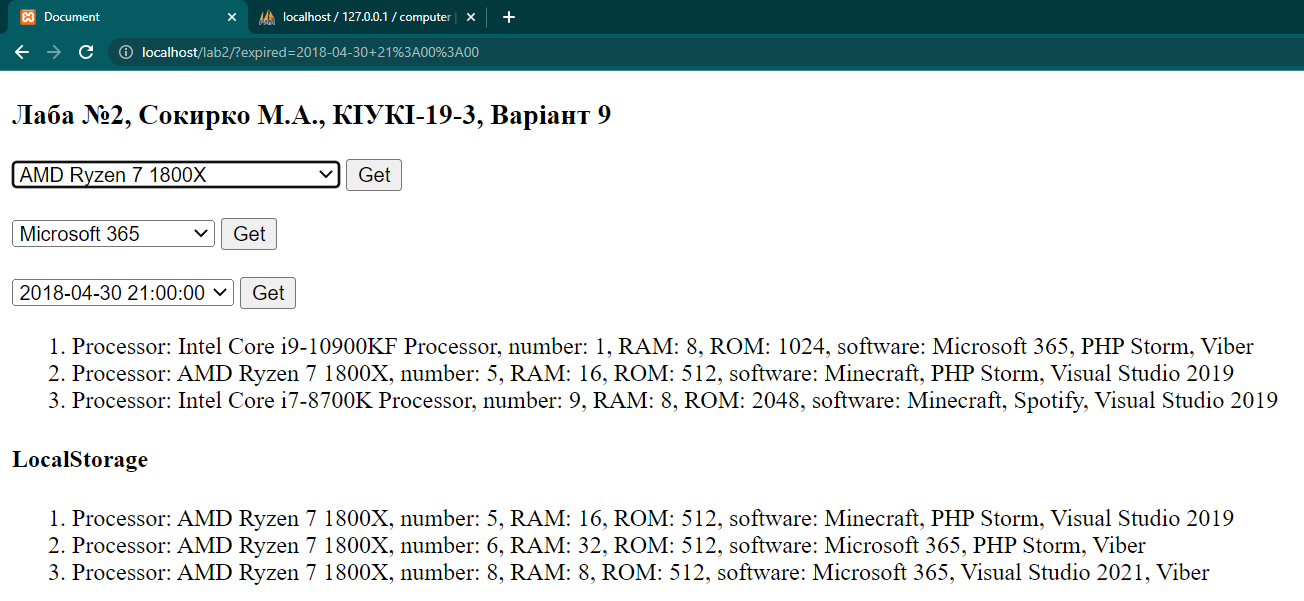 Document
localhost / 127.0.0.1 / computer
localhost/lab2/?expired=2018-04-30+21%3A00%3A00
Лаба №2, Сокирко М.А., КІУКІ-19-3, Варіант 9
AMD Ryzen 7 1800X Get
Microsoft 365 Get
2018-04-30 21:00:00 Get
1. Processor: Intel Core i9-10900KF Processor, number: 1, RAM: 8, ROM: 1024, software: Microsoft 365, PHP Storm, Viber
2. Processor: AMD Ryzen 7 1800X, number: 5, RAM: 16, ROM: 512, software: Minecraft, PHP Storm, Visual Studio 2019
3. Processor: Intel Core i7-8700K Processor, number: 9, RAM: 8, ROM: 2048, software: Minecraft, Spotify, Visual Studio 2019
LocalStorage
1. Processor: AMD Ryzen 7 1800X, number: 5, RAM: 16, ROM: 512, software: Minecraft, PHP Storm, Visual Studio 2019
2. Processor: AMD Ryzen 7 1800X, number: 6, RAM: 32, ROM: 512, software: Microsoft 365, PHP Storm, Viber
3. Processor: AMD Ryzen 7 1800X, number: 8, RAM: 8, ROM: 512, software: Microsoft 365, Visual Studio 2021, Viber